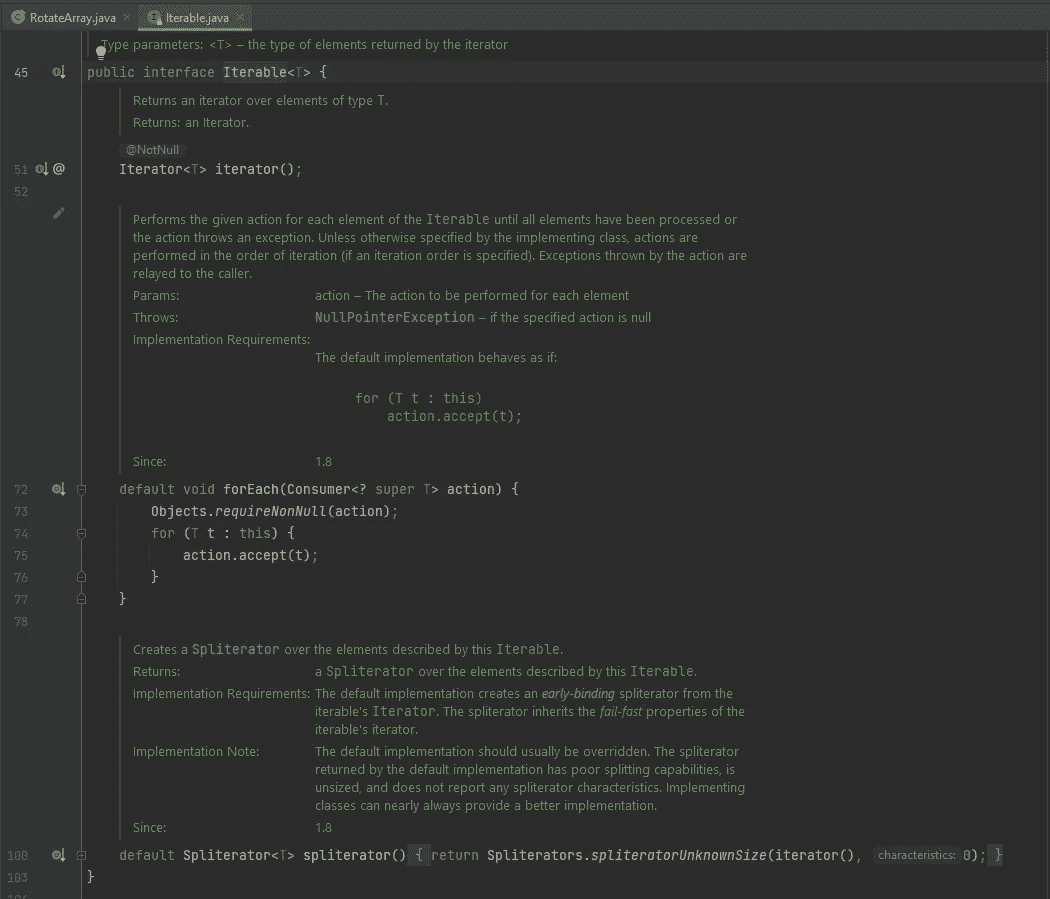 RotateArray.java Iterable.java
Type parameters: <T> – the type of elements returned by the iterator
45 public interface Iterable<T> {
Returns an iterator over elements of type T.
Returns: an Iterator.
@NotNull
51 @ Iterator<T> iterator();
52
Performs the given action for each element of the Iterable until all elements have been processed or
the action throws an exception. Unless otherwise specified by the implementing class, actions are
performed in the order of iteration (if an iteration order is specified). Exceptions thrown by the action are
relayed to the caller.
Params: action – The action to be performed for each element
Throws: NullPointerException – if the specified action is null
Implementation Requirements:
The default implementation behaves as if:
for (T t : this)
action.accept(t);
Since: 1.8
72 default void forEach(Consumer<? super T> action) {
73 Objects.requireNonNull(action);
74 for (T t : this) {
75 action.accept(t);
76 }
77 }
78
Creates a Spliterator over the elements described by this Iterable.
Returns: a Spliterator over the elements described by this Iterable.
Implementation Requirements: The default implementation creates an early-binding spliterator from the
iterable's Iterator. The spliterator inherits the fail-fast properties of the
iterable's iterator.
Implementation Note: The default implementation should usually be overridden. The spliterator
returned by the default implementation has poor splitting capabilities, is
unsized, and does not report any spliterator characteristics. Implementing
classes can nearly always provide a better implementation.
Since: 1.8
100 default Spliterator<T> spliterator() { return Spliterators.spliteratorUnknownSize(iterator(), characteristics: 0); }
103 }